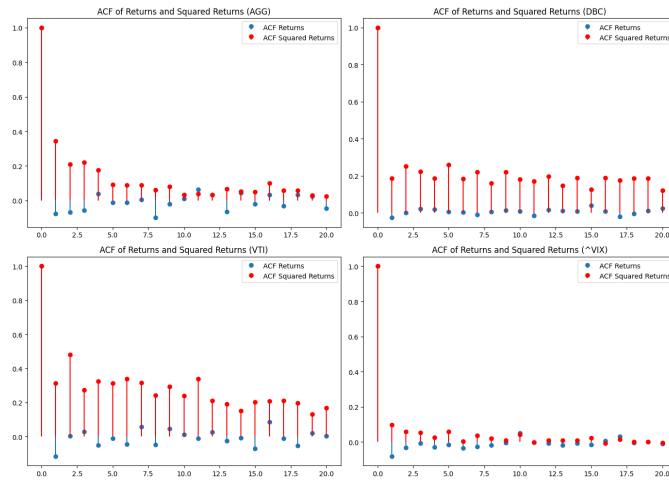 ACF of Returns and Squared Returns (AGG)
ACF Returns
ACF Squared Returns
1.0
0.8
0.6
0.4
0.2
0.0
0.0 2.5 5.0 7.5 10.0 12.5 15.0 17.5 20.0
ACF of Returns and Squared Returns (DBC)
ACF Returns
ACF Squared Returns
1.0
0.8
0.6
0.4
0.2
0.0
0.0 2.5 5.0 7.5 10.0 12.5 15.0 17.5 20.0
ACF of Returns and Squared Returns (VTI)
ACF Returns
ACF Squared Returns
1.0
0.8
0.6
0.4
0.2
0.0
0.0 2.5 5.0 7.5 10.0 12.5 15.0 17.5 20.0
ACF of Returns and Squared Returns (^VIX)
ACF Returns
ACF Squared Returns
1.0
0.8
0.6
0.4
0.2
0.0
0.0 2.5 5.0 7.5 10.0 12.5 15.0 17.5 20.0